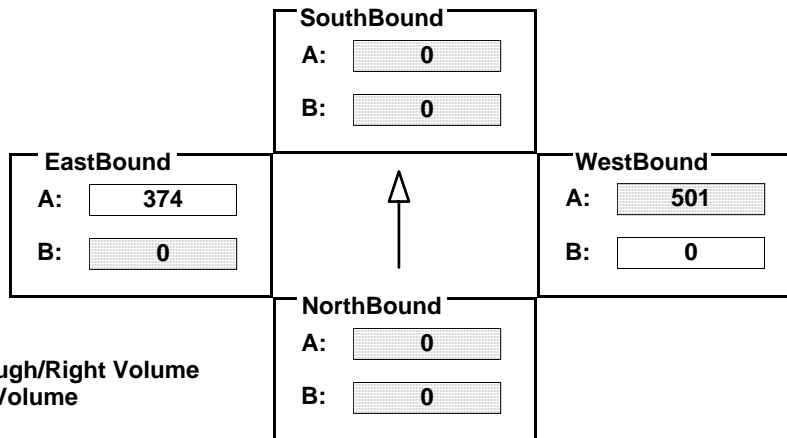 SouthBound
A: 0
B: 0
EastBound
A: 374
B: 0
WestBound
A: 501
B: 0
NorthBound
A: 0
B: 0
ugh/Right Volume
Volume